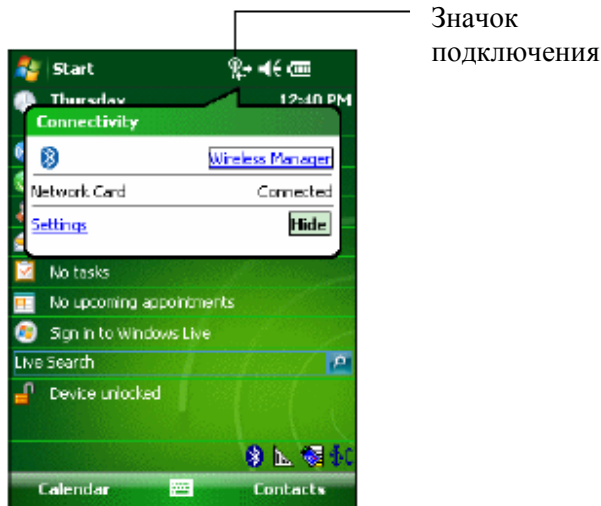 Значок
подключения
Start
Thursday 12:40 PM
Connectivity
Wireless Manager
Network Card Connected
Settings Hide
No tasks
No upcoming appointments
Sign in to Windows Live
Live Search
Device unlocked
Calendar Contacts